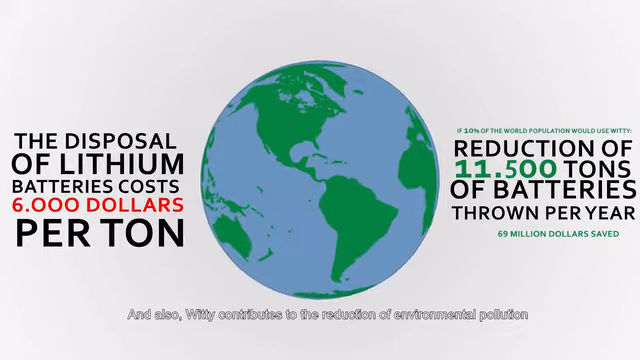 THE DISPOSAL
OF LITHIUM
BATTERIES COSTS
6.000 DOLLARS
PER TON
IF 10% OF THE WORLD POPULATION WOULD USE WITTY:
REDUCTION OF
11.500 TONS
OF BATTERIES
THROWN PER YEAR
69 MILLION DOLLARS SAVED
And also, Witty contributes to the reduction of environmental pollution